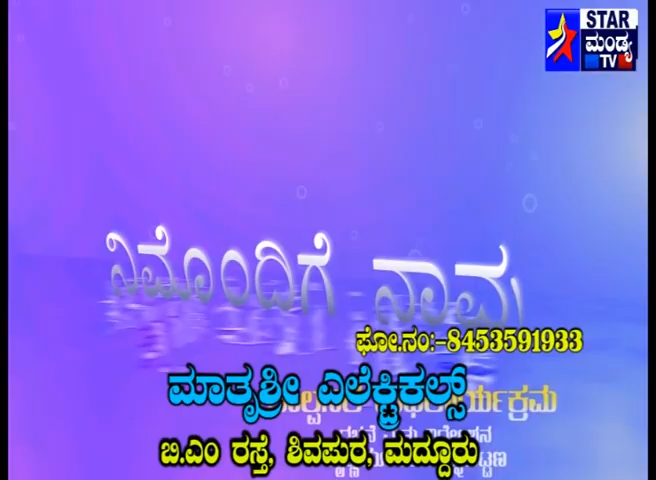 STAR
ಮಂಡ್ಯ
TV
ನಿಮ್ಮೊಂದಿಗೆ ನಾವು
ಫೋ.ನಂ:-8453591933
ಮಾತೃಶ್ರೀ ಎಲೆಕ್ಟ್ರಿಕಲ್ಸ್
ಬಿ.ಎಂ ರಸ್ತೆ, ಶಿವಪುರ, ಮದ್ದೂರು